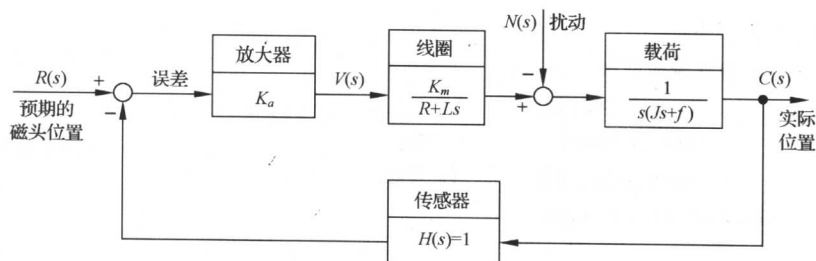 N(s) 扰动
放大器
线圈
载荷
R(s)
+
误差
V(s)
−
C(s)
K_a
K_m
R+Ls
1
s(Js+f)
预期的
磁头位置
−
+
实际
位置
传感器
H(s)=1